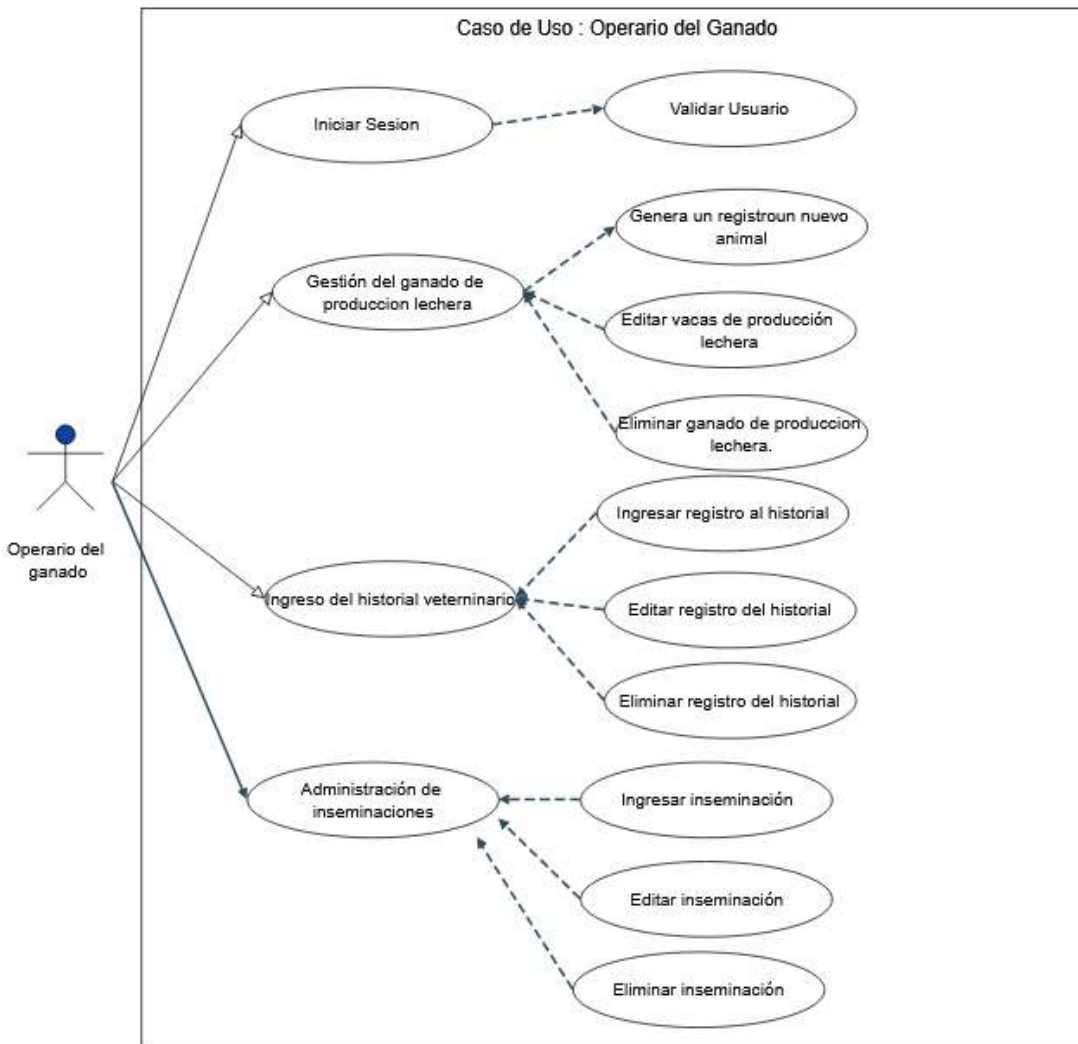 Caso de Uso : Operario del Ganado
Iniciar Sesion
Validar Usuario
Genera un registroun nuevo
animal
Gestión del ganado de
produccion lechera
Editar vacas de producción
lechera
Eliminar ganado de produccion
lechera.
Operario del
ganado
Ingresar registro al historial
Ingreso del historial veterninario
Editar registro del historial
Eliminar registro del historial
Administración de
inseminaciones
Ingresar inseminación
Editar inseminación
Eliminar inseminación